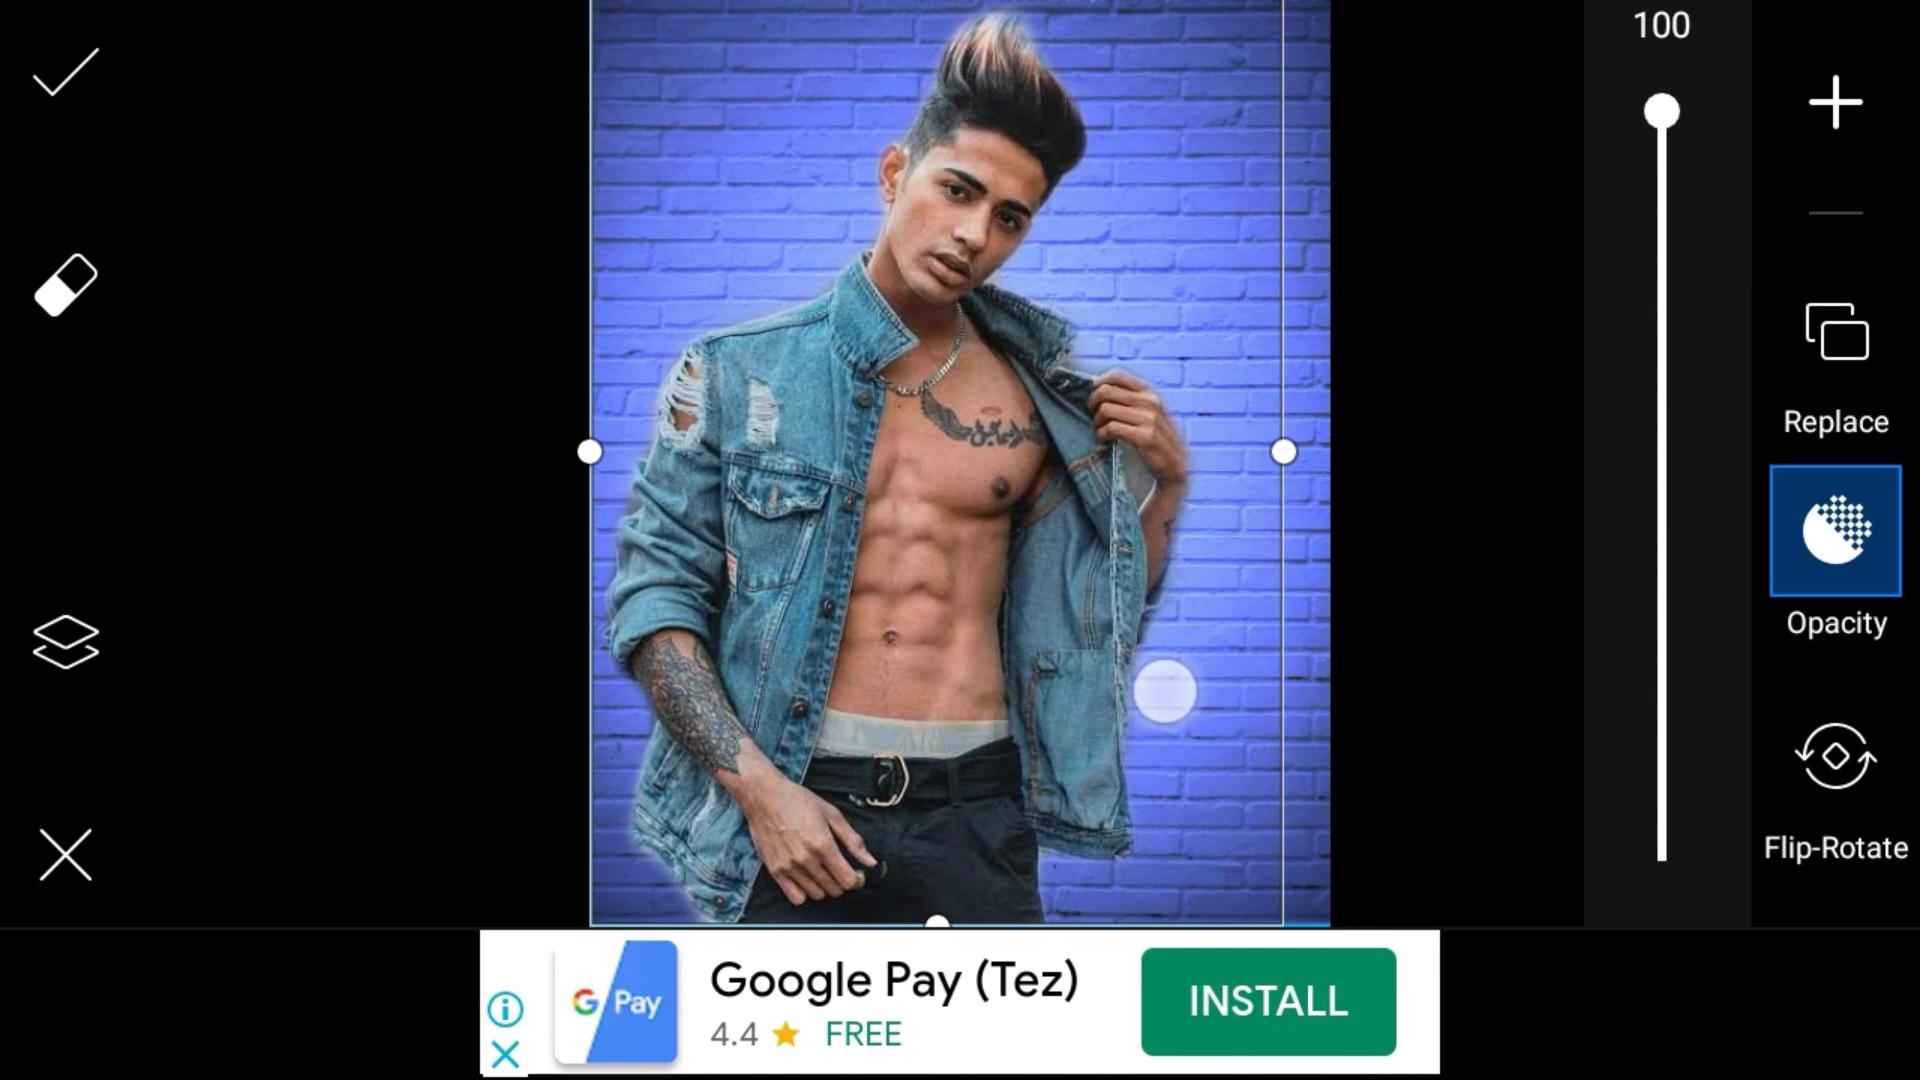 100
Replace
Opacity
Flip-Rotate
G Pay
Google Pay (Tez)
4.4 ★ FREE
INSTALL